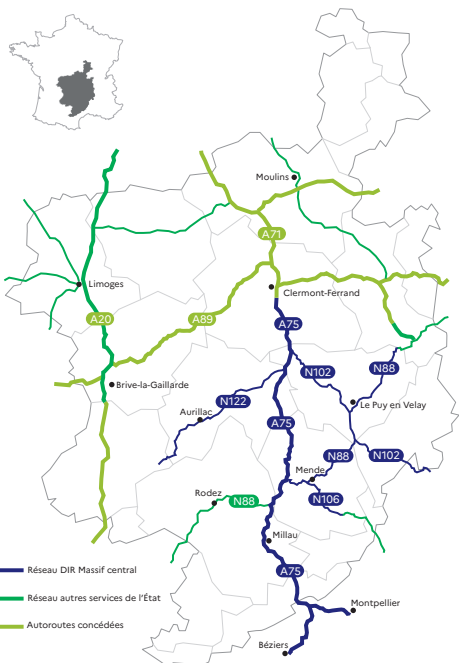 Moulins
A71
Limoges
Clermont-Ferrand
A20
A89
A75
N102
N88
Brive-la-Gaillarde
N122
Le Puy en Velay
Aurillac
A75
N88
N102
Mende
Rodez
N88
N106
Millau
Réseau DIR Massif central
A75
Réseau autres services de l'État
Montpellier
Autoroutes concédées
Béziers